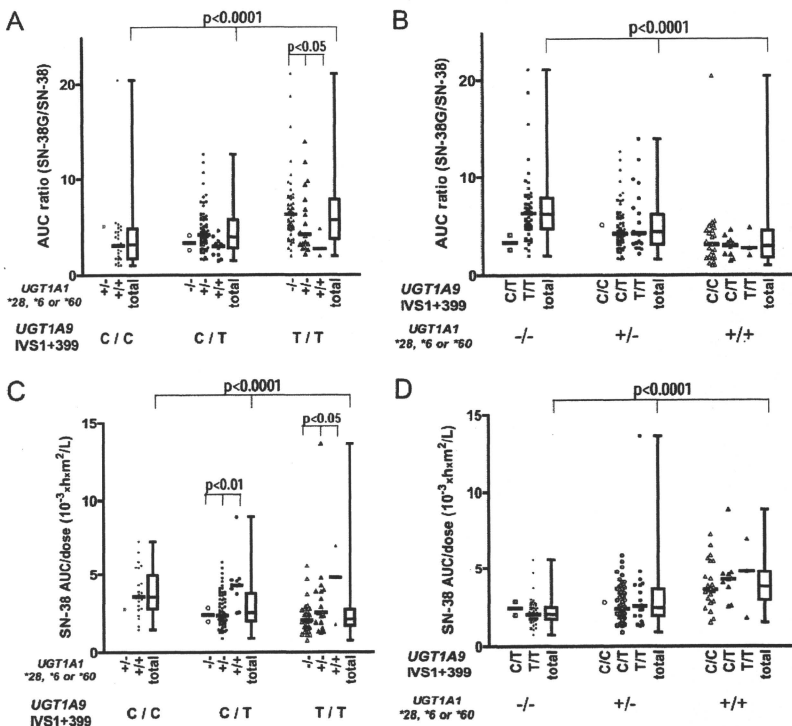 A
p<0.0001
p<0.05
AUC ratio (SN-38G/SN-38)
20
10
0
+/- +/+ total -/- +/- +/+ total -/- +/- +/+ total
UGT1A1
*28, *6 or *60
UGT1A9
IVS1+399
C / C C / T T / T
B
p<0.0001
AUC ratio (SN-38G/SN-38)
20
10
0
C/T T/T total C/C C/T T/T total C/C C/T T/T total
UGT1A9
IVS1+399
UGT1A1
*28, *6 or *60
-/- +/- +/+
C
p<0.0001
p<0.05
p<0.01
SN-38 AUC/dose (10-3xhxm2/L)
15
10
5
0
+/- +/+ total -/- +/- +/+ total -/- +/- +/+ total
UGT1A1
*28, *6 or *60
UGT1A9
IVS1+399
C / C C / T T / T
D
p<0.0001
SN-38 AUC/dose (10-3xhxm2/L)
15
10
5
0
C/T T/T total C/C C/T T/T total C/C C/T T/T total
UGT1A9
IVS1+399
UGT1A1
*28, *6 or *60
-/- +/- +/+